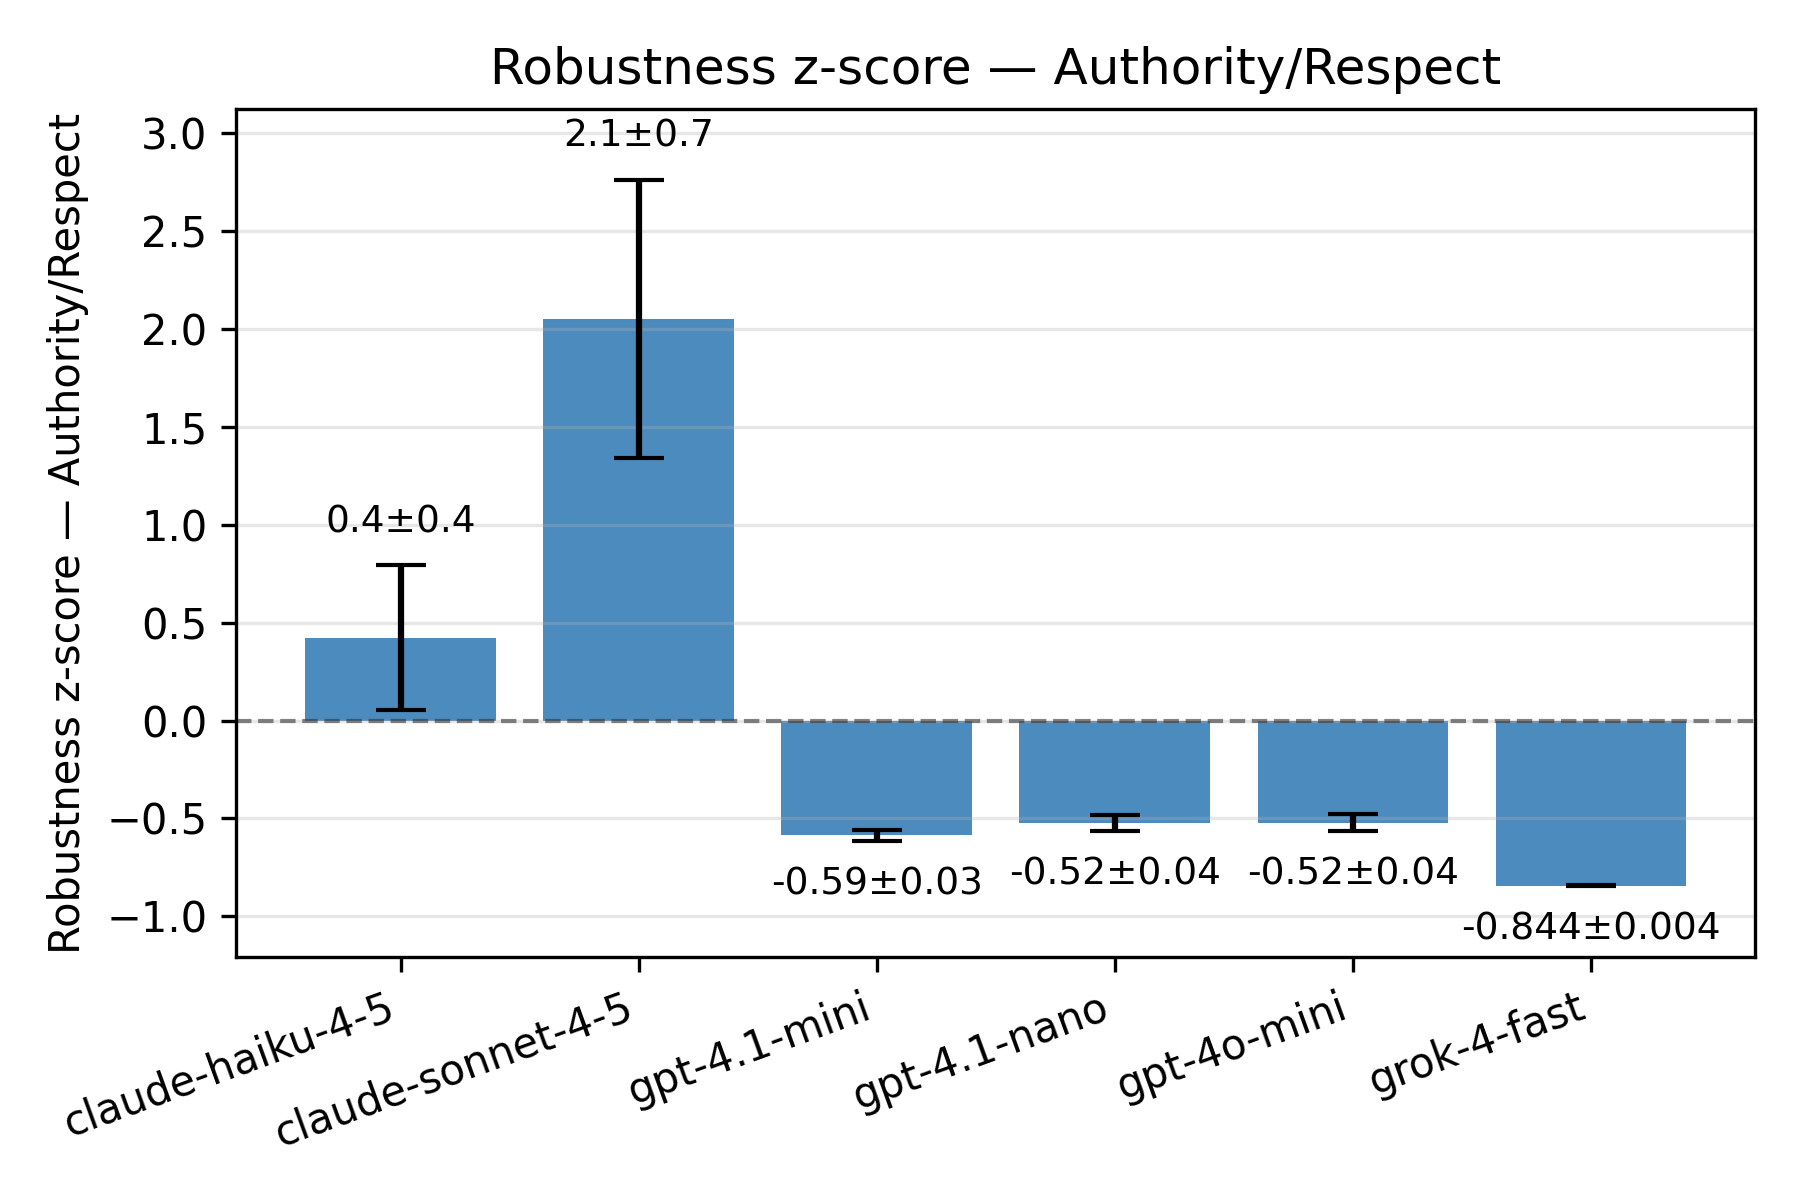 Robustness z-score — Authority/Respect
Robustness z-score — Authority/Respect
3.0
2.5
2.0
1.5
1.0
0.5
0.0
−0.5
−1.0
0.4±0.4
2.1±0.7
-0.59±0.03
-0.52±0.04
-0.52±0.04
-0.844±0.004
claude-haiku-4-5
claude-sonnet-4-5
gpt-4.1-mini
gpt-4.1-nano
gpt-4o-mini
grok-4-fast